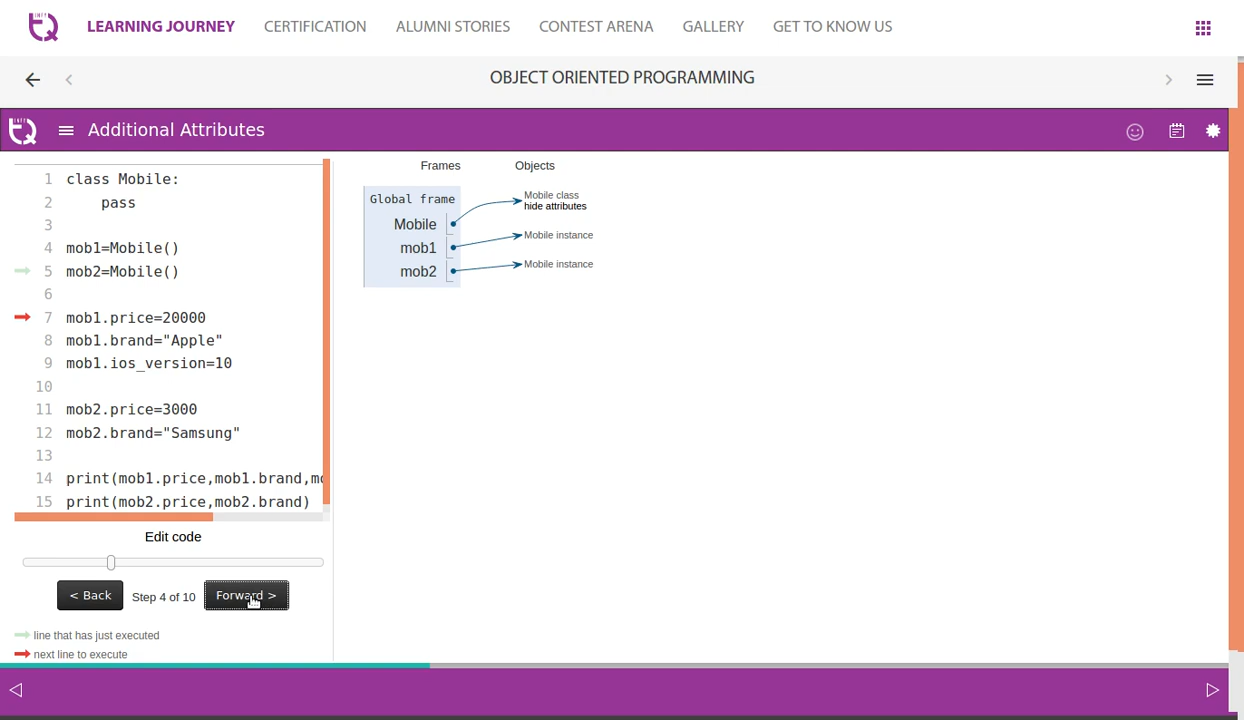 LEARNING JOURNEY CERTIFICATION ALUMNI STORIES CONTEST ARENA GALLERY GET TO KNOW US
OBJECT ORIENTED PROGRAMMING
Additional Attributes
Frames Objects
1 class Mobile:
2 pass
3
4 mob1=Mobile()
5 mob2=Mobile()
6
7 mob1.price=20000
8 mob1.brand="Apple"
9 mob1.ios_version=10
10
11 mob2.price=3000
12 mob2.brand="Samsung"
13
14 print(mob1.price,mob1.brand,mo
15 print(mob2.price,mob2.brand)
Global frame
Mobile
mob1
mob2
Mobile class
hide attributes
Mobile instance
Mobile instance
Edit code
< Back Step 4 of 10 Forward >
line that has just executed
next line to execute